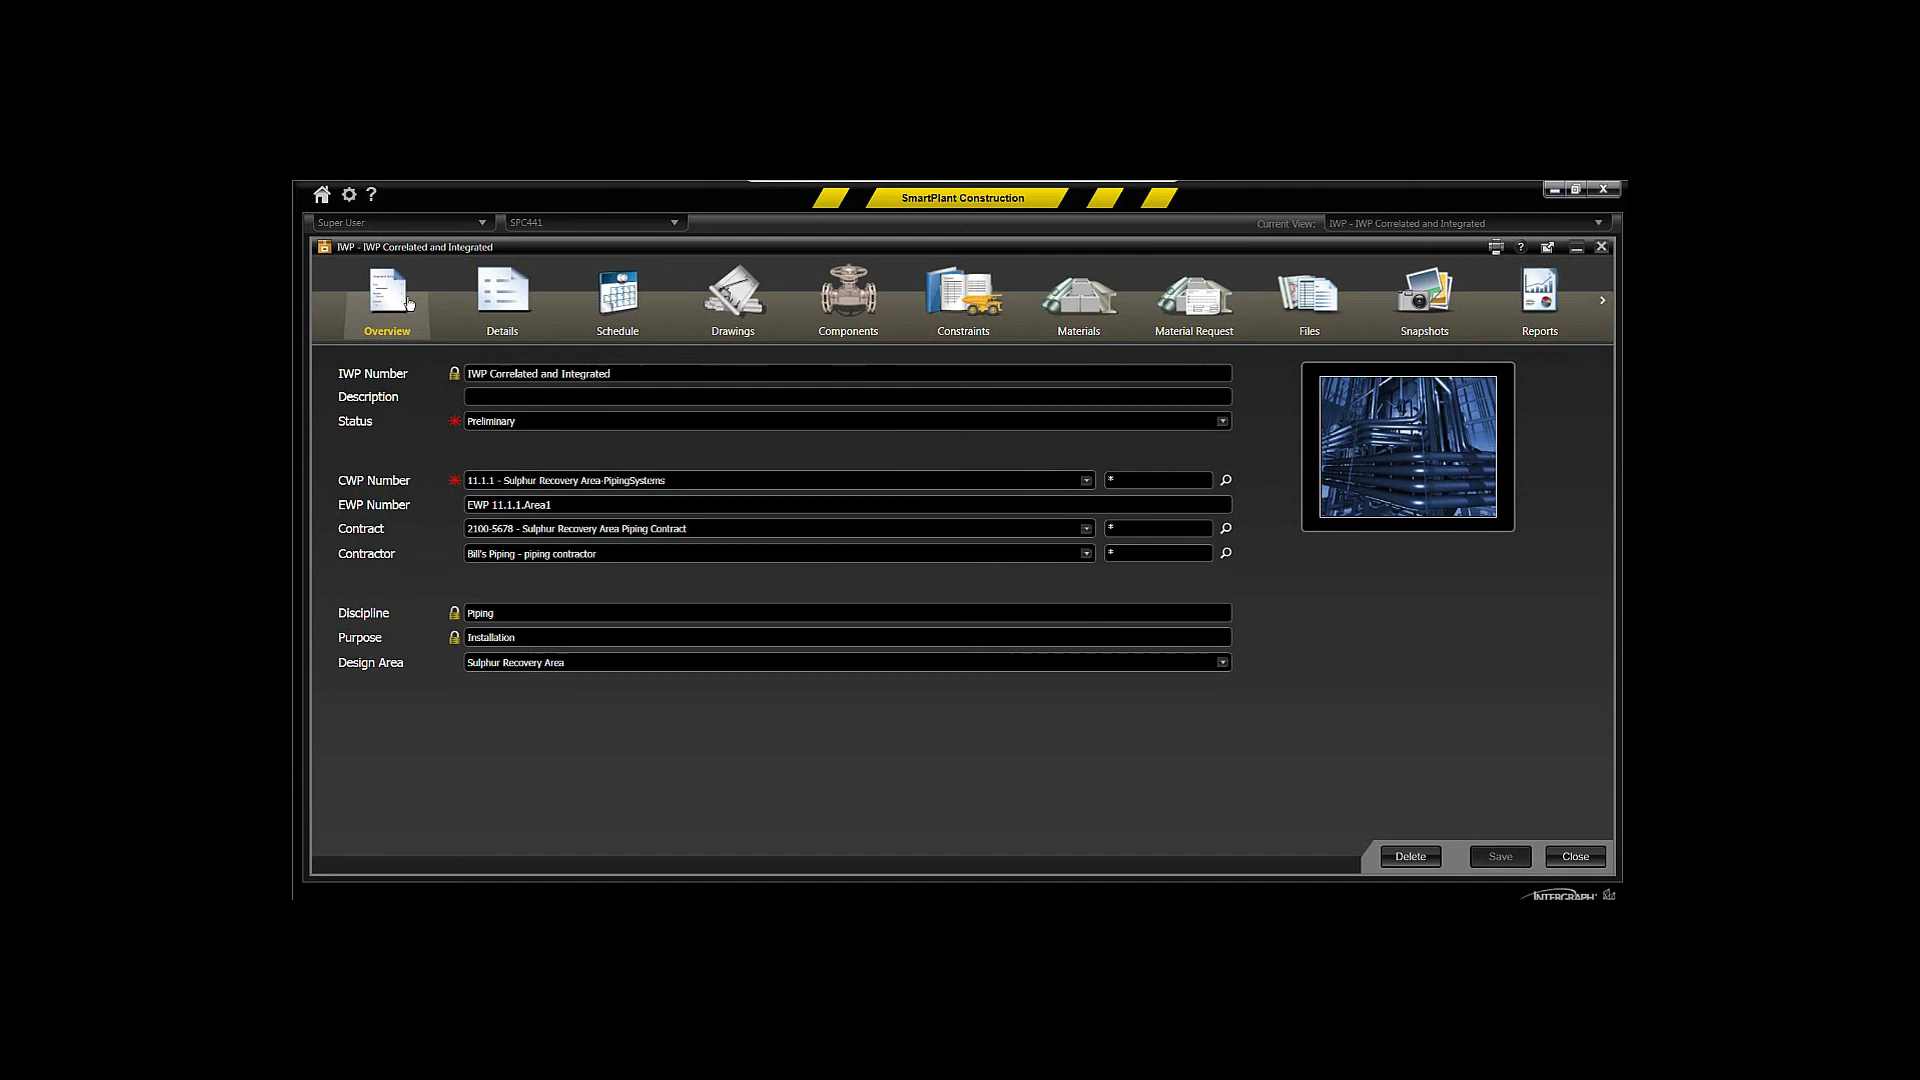 SmartPlant Construction
Super User
SPC441
Current View: IWP - IWP Correlated and Integrated
IWP - IWP Correlated and Integrated
Overview
Details
Schedule
Drawings
Components
Constraints
Materials
Material Request
Files
Snapshots
Reports
IWP Number IWP Correlated and Integrated
Description
Status * Preliminary
CWP Number * 11.1.1 - Sulphur Recovery Area-PipingSystems *
EWP Number EWP 11.1.1.Area1
Contract 2100-5678 - Sulphur Recovery Area Piping Contract *
Contractor Bill's Piping - piping contractor *
Discipline Piping
Purpose Installation
Design Area Sulphur Recovery Area
Delete Save Close
INTERGRAPH